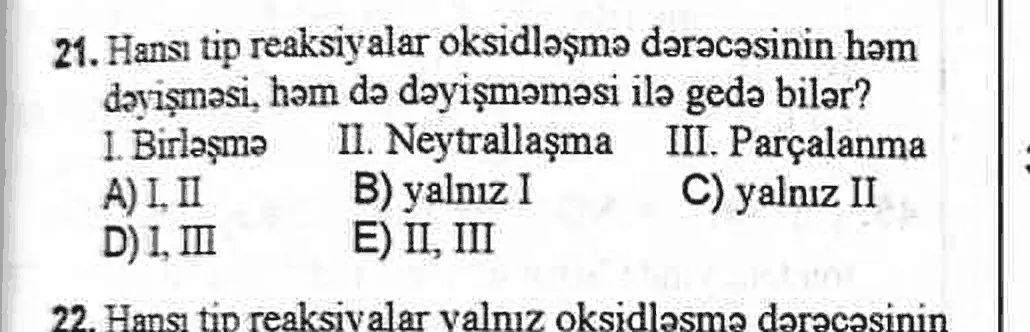 21. Hansı tip reaksiyalar oksidləşmə dərəcəsinin həm
dəyişməsi, həm də dəyişməməsi ilə gedə bilər?
I. Birləşmə II. Neytrallaşma III. Parçalanma
A) I, II B) yalnız I C) yalnız II
D) I, III E) II, III
22. Hansı tip reaksiyalar yalnız oksidləşmə dərəcəsinin